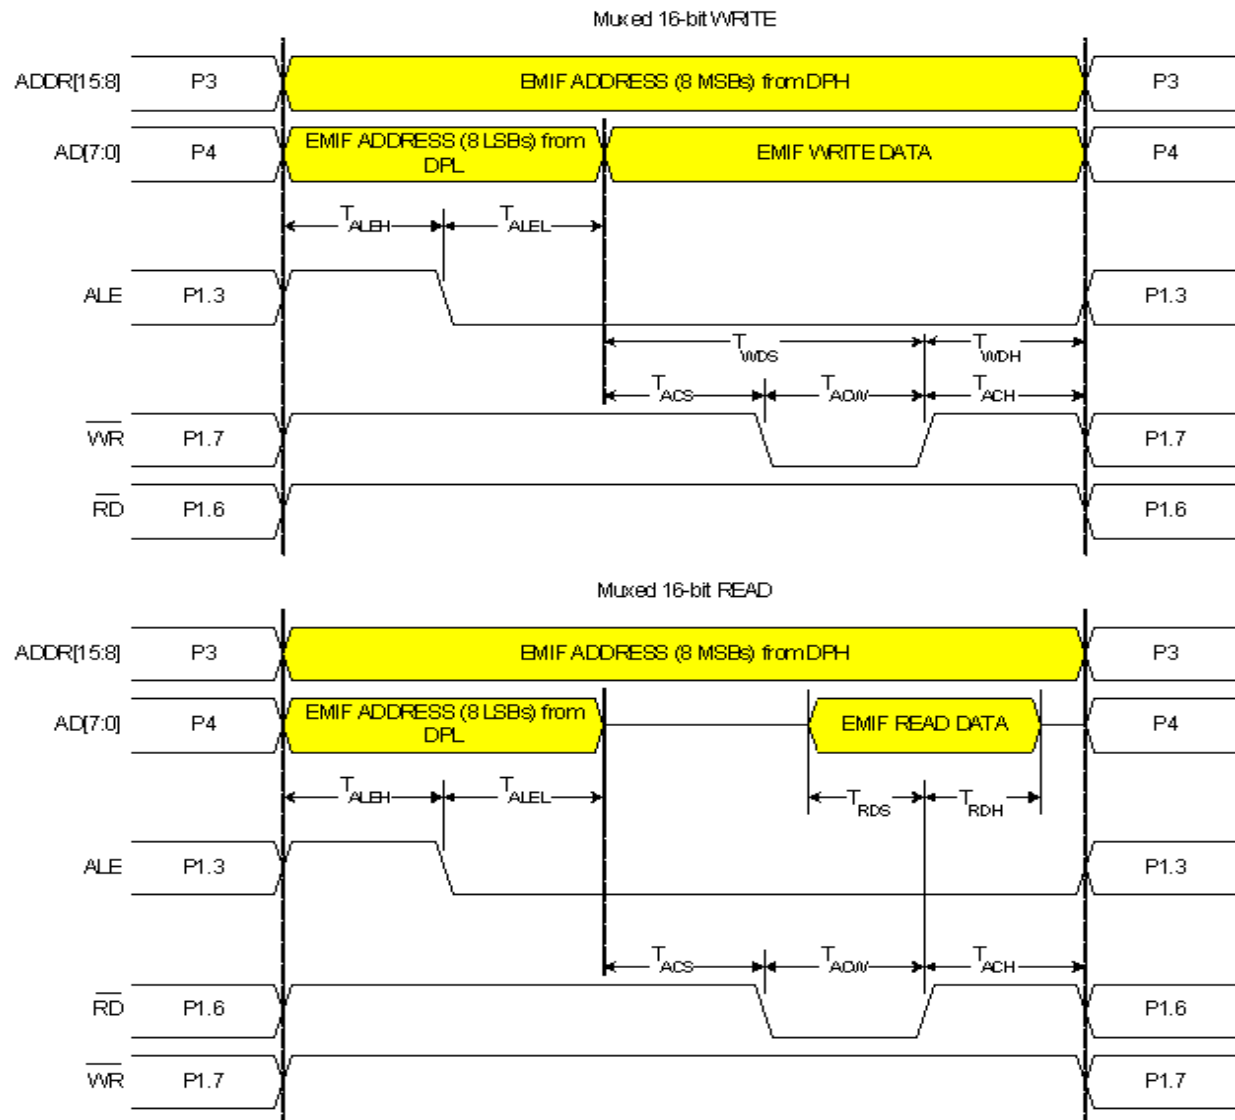 Muxed 16-bit WRITE
ADDR[15:8] P3 EMIF ADDRESS (8 MSBs) from DPH P3
AD[7:0] P4 EMIF ADDRESS (8 LSBs) from DPL EMIF WRITE DATA P4
TALEH TALEL
ALE P1.3 P1.3
TWDS TWDH
TACS TACW TACH
WR P1.7 P1.7
RD P1.6 P1.6
Muxed 16-bit READ
ADDR[15:8] P3 EMIF ADDRESS (8 MSBs) from DPH P3
AD[7:0] P4 EMIF ADDRESS (8 LSBs) from DPL EMIF READ DATA P4
TALEH TALEL TRDS TRDH
ALE P1.3 P1.3
TACS TACW TACH
RD P1.6 P1.6
WR P1.7 P1.7